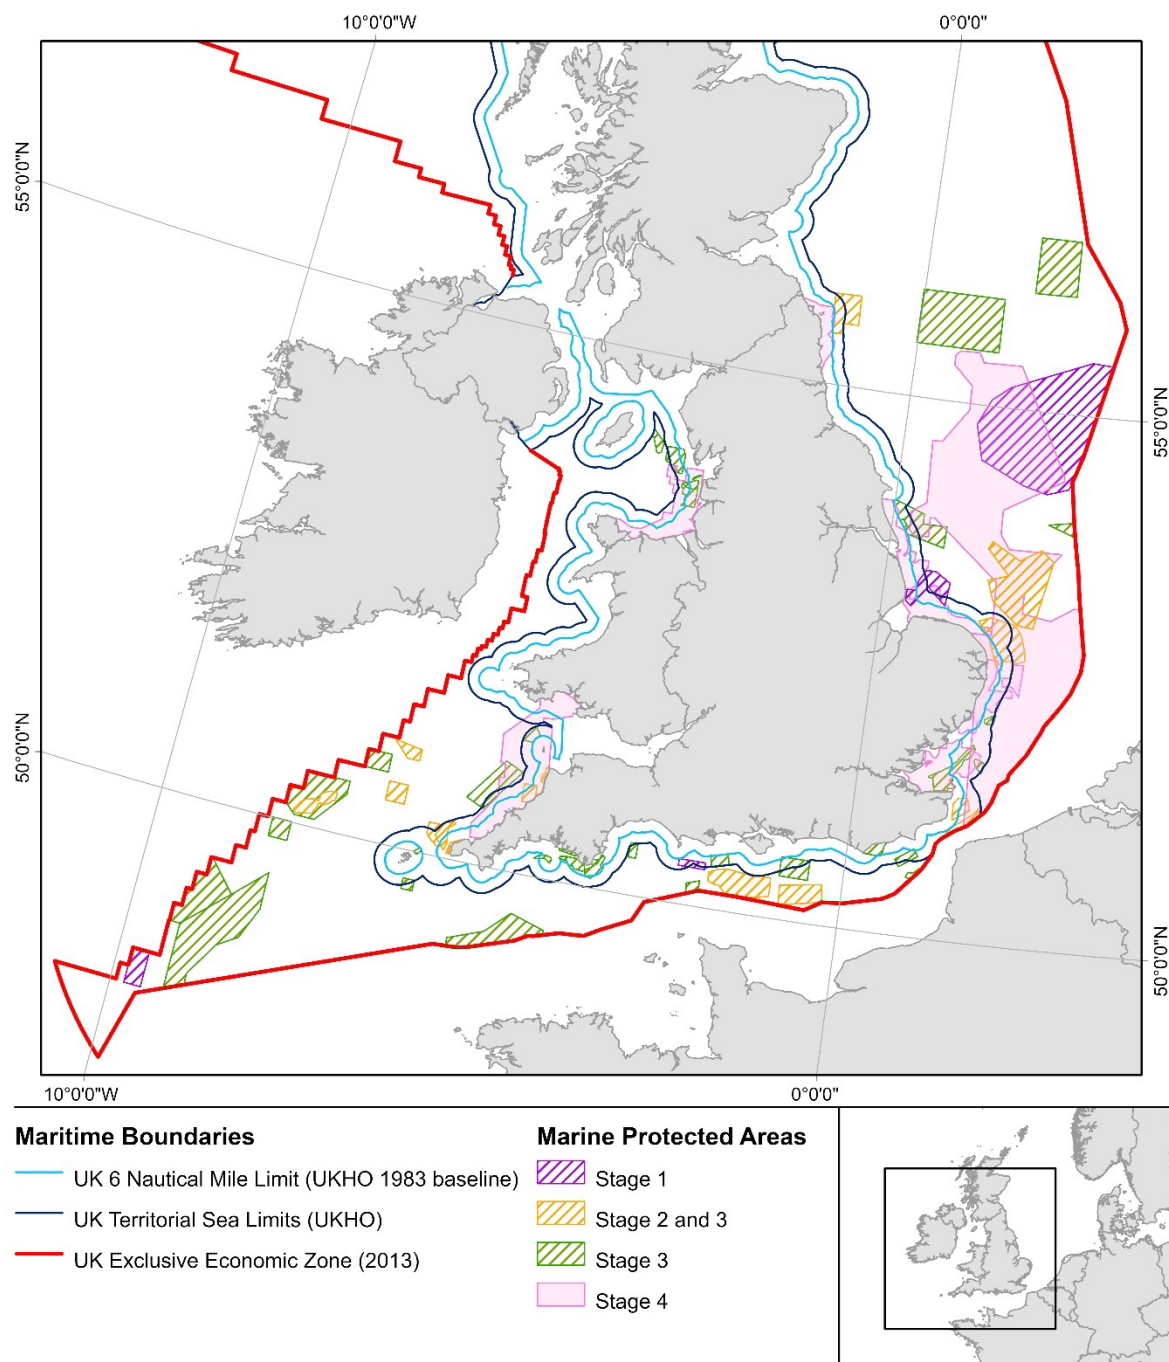 10°0'0"W
0°0'0"
55°0'0"N
55°0'0"N
50°0'0"N
50°0'0"N
10°0'0"W
0°0'0"
Maritime Boundaries
UK 6 Nautical Mile Limit (UKHO 1983 baseline)
UK Territorial Sea Limits (UKHO)
UK Exclusive Economic Zone (2013)
Marine Protected Areas
Stage 1
Stage 2 and 3
Stage 3
Stage 4